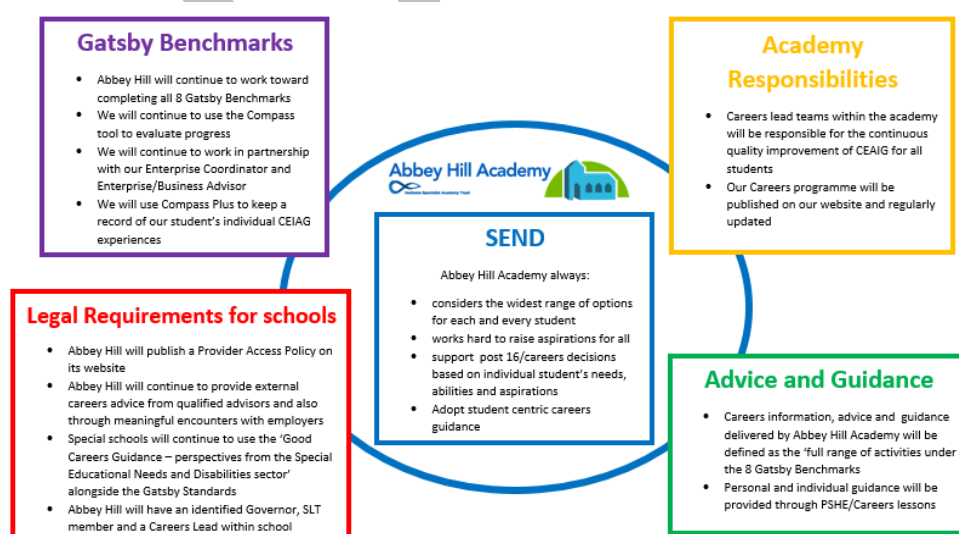 Gatsby Benchmarks
• Abbey Hill will continue to work toward
completing all 8 Gatsby Benchmarks
• We will continue to use the Compass
tool to evaluate progress
• We will continue to work in partnership
with our Enterprise Coordinator and
Enterprise/Business Advisor
• We will use Compass Plus to keep a
record of our student's individual CEIAG
experiences
Academy
Responsibilities
• Careers lead teams within the academy
will be responsible for the continuous
quality improvement of CEAIG for all
students
• Our Careers programme will be
published on our website and regularly
updated
Abbey Hill Academy
Specialist Academy Trust
SEND
Abbey Hill Academy always:
• considers the widest range of options
for each and every student
• works hard to raise aspirations for all
• support post 16/careers decisions
based on individual student's needs,
abilities and aspirations
• Adopt student centric careers
guidance
Legal Requirements for schools
• Abbey Hill will publish a Provider Access Policy on
its website
• Abbey Hill will continue to provide external
careers advice from qualified advisors and also
through meaningful encounters with employers
• Special schools will continue to use the 'Good
Careers Guidance – perspectives from the Special
Educational Needs and Disabilities sector'
alongside the Gatsby Standards
• Abbey Hill will have an identified Governor, SLT
member and a Careers Lead within school
Advice and Guidance
• Careers information, advice and guidance
delivered by Abbey Hill Academy will be
defined as the 'full range of activities under
the 8 Gatsby Benchmarks
• Personal and individual guidance will be
provided through PSHE/Careers lessons